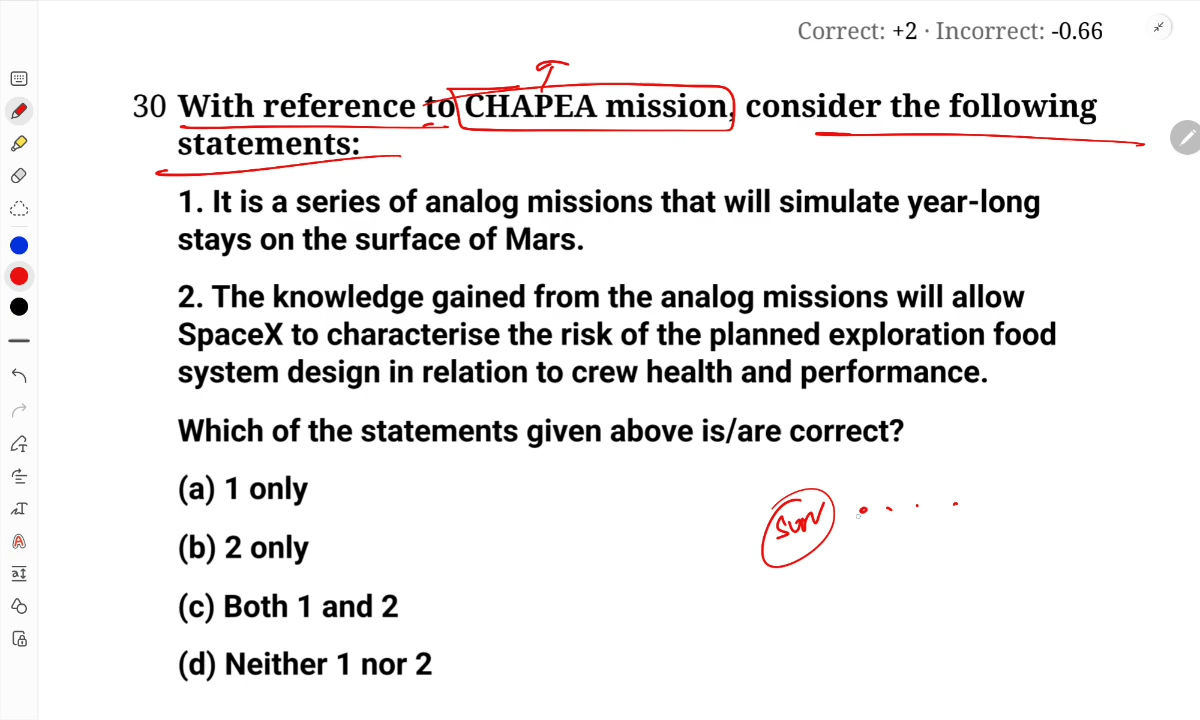 Correct: +2 · Incorrect: -0.66
30 With reference to CHAPEA mission, consider the following
statements:
1. It is a series of analog missions that will simulate year-long
stays on the surface of Mars.
2. The knowledge gained from the analog missions will allow
SpaceX to characterise the risk of the planned exploration food
system design in relation to crew health and performance.
Which of the statements given above is/are correct?
(a) 1 only
(b) 2 only
(c) Both 1 and 2
(d) Neither 1 nor 2
SUN